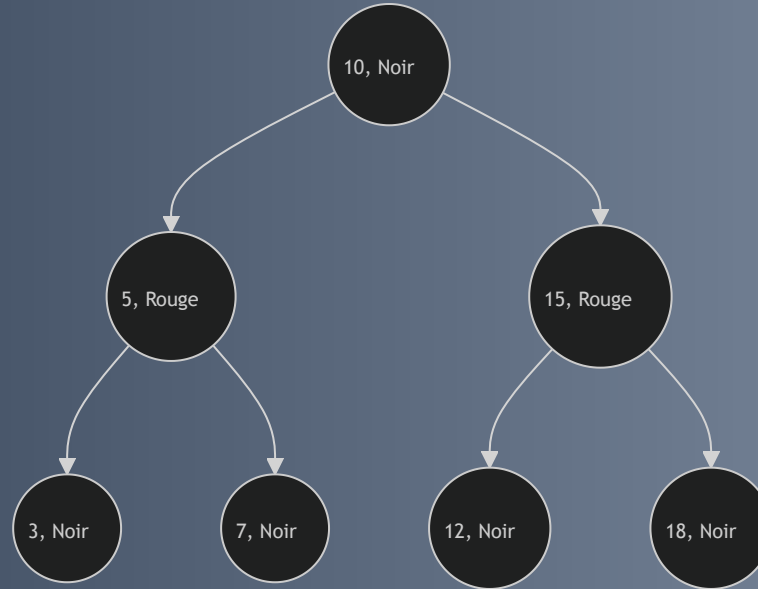 10, Noir
5, Rouge
15, Rouge
3, Noir
7, Noir
12, Noir
18, Noir